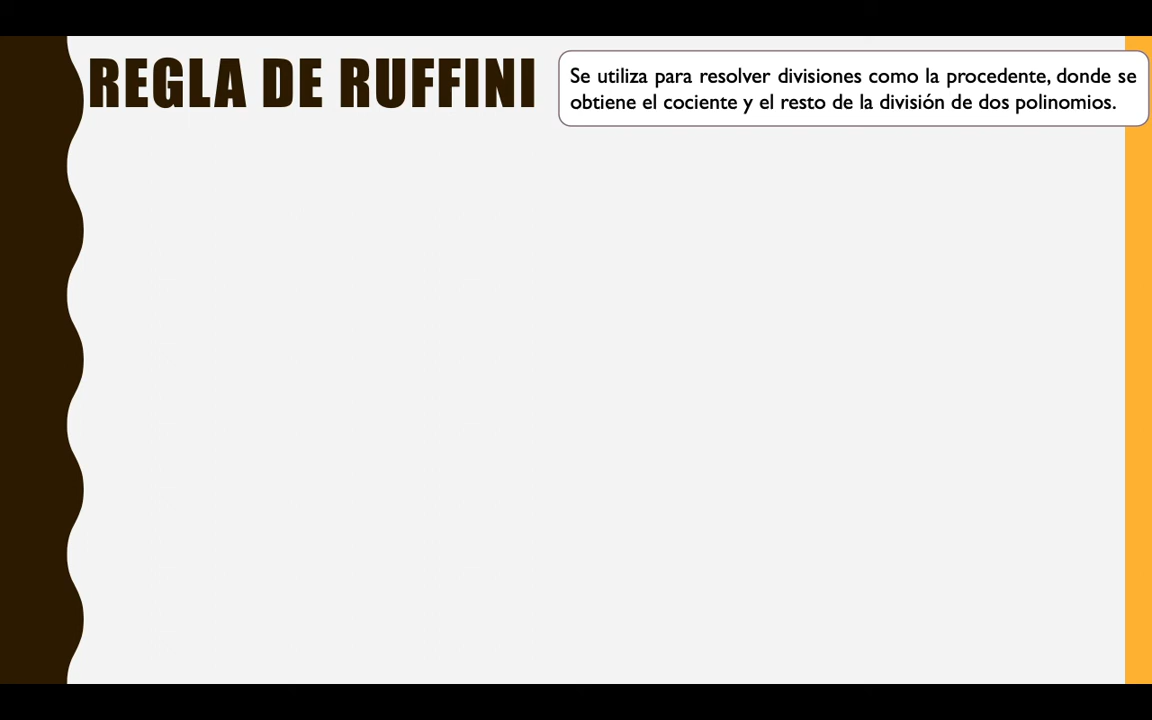 REGLA DE RUFFINI
Se utiliza para resolver divisiones como la procedente, donde se
obtiene el cociente y el resto de la división de dos polinomios.